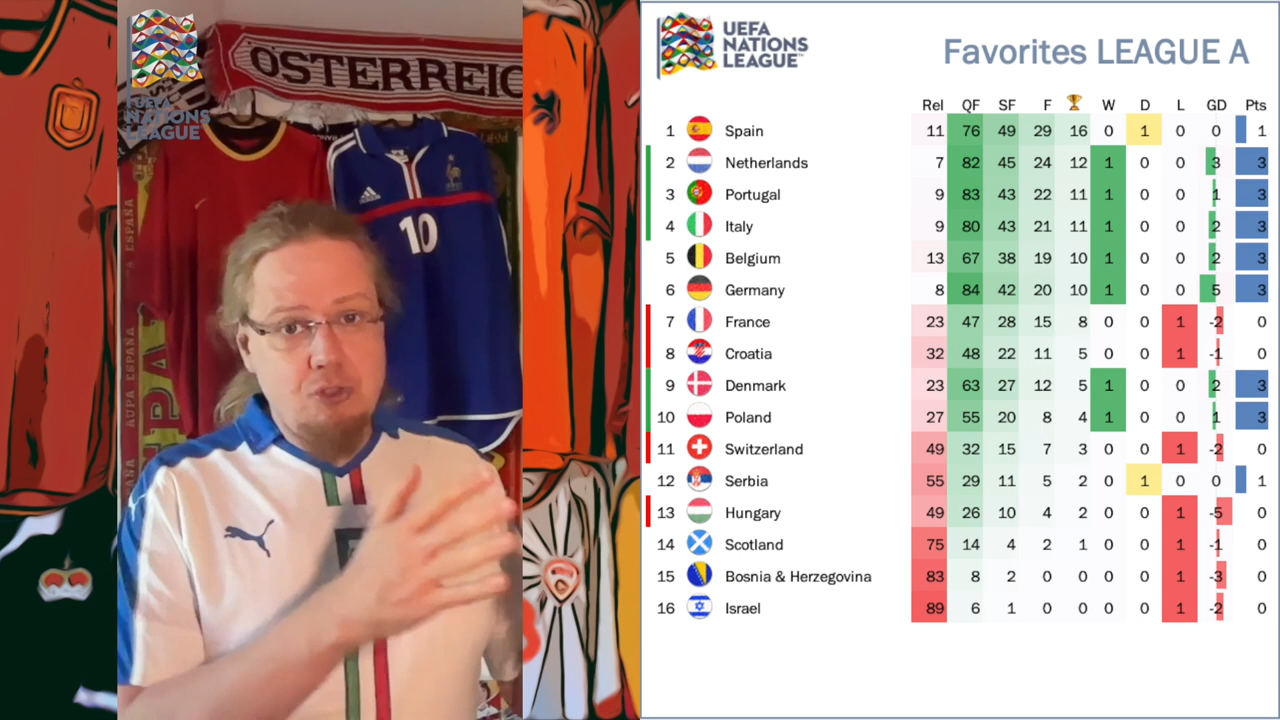 UEFA
NATIONS
LEAGUE
ÖSTERREIC
AUPA ESPAÑA
10
UEFA
NATIONS
LEAGUE™
Favorites LEAGUE A
Rel QF SF F W D L GD Pts
1 Spain 11 76 49 29 16 0 1 0 0 1
2 Netherlands 7 82 45 24 12 1 0 0 3 3
3 Portugal 9 83 43 22 11 1 0 0 1 3
4 Italy 9 80 43 21 11 1 0 0 2 3
5 Belgium 13 67 38 19 10 1 0 0 2 3
6 Germany 8 84 42 20 10 1 0 0 5 3
7 France 23 47 28 15 8 0 0 1 -2 0
8 Croatia 32 48 22 11 5 0 0 1 -1 0
9 Denmark 23 63 27 12 5 1 0 0 2 3
10 Poland 27 55 20 8 4 1 0 0 1 3
11 Switzerland 49 32 15 7 3 0 0 1 -2 0
12 Serbia 55 29 11 5 2 0 1 0 0 1
13 Hungary 49 26 10 4 2 0 0 1 -5 0
14 Scotland 75 14 4 2 1 0 0 1 -1 0
15 Bosnia & Herzegovina 83 8 2 0 0 0 0 1 -3 0
16 Israel 89 6 1 0 0 0 0 1 -2 0